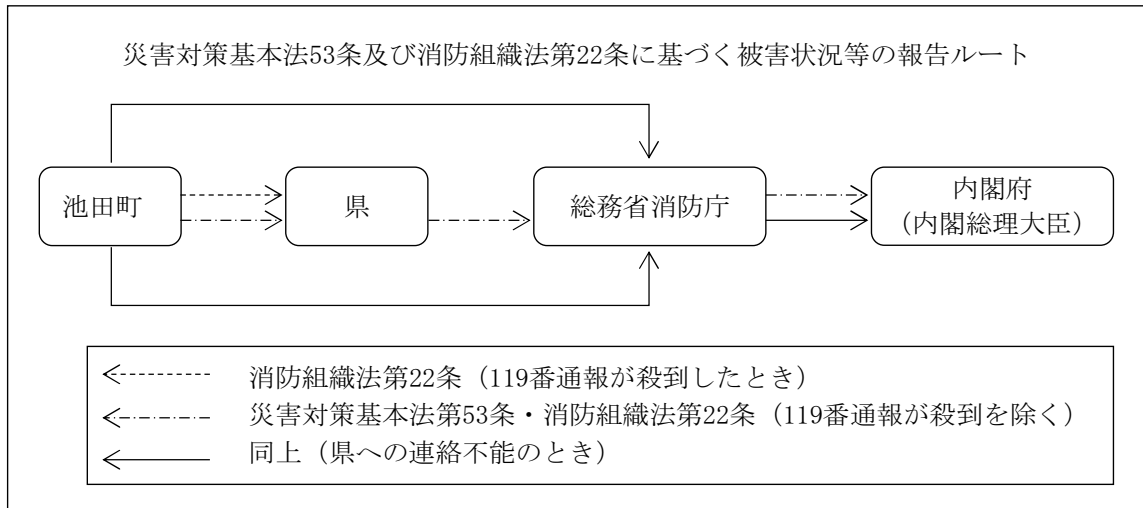 災害対策基本法53条及び消防組織法第22条に基づく被害状況等の報告ルート
池田町
県
総務省消防庁
内閣府
（内閣総理大臣）
消防組織法第22条（119番通報が殺到したとき）
災害対策基本法第53条・消防組織法第22条（119番通報が殺到を除く）
同上（県への連絡不能のとき）